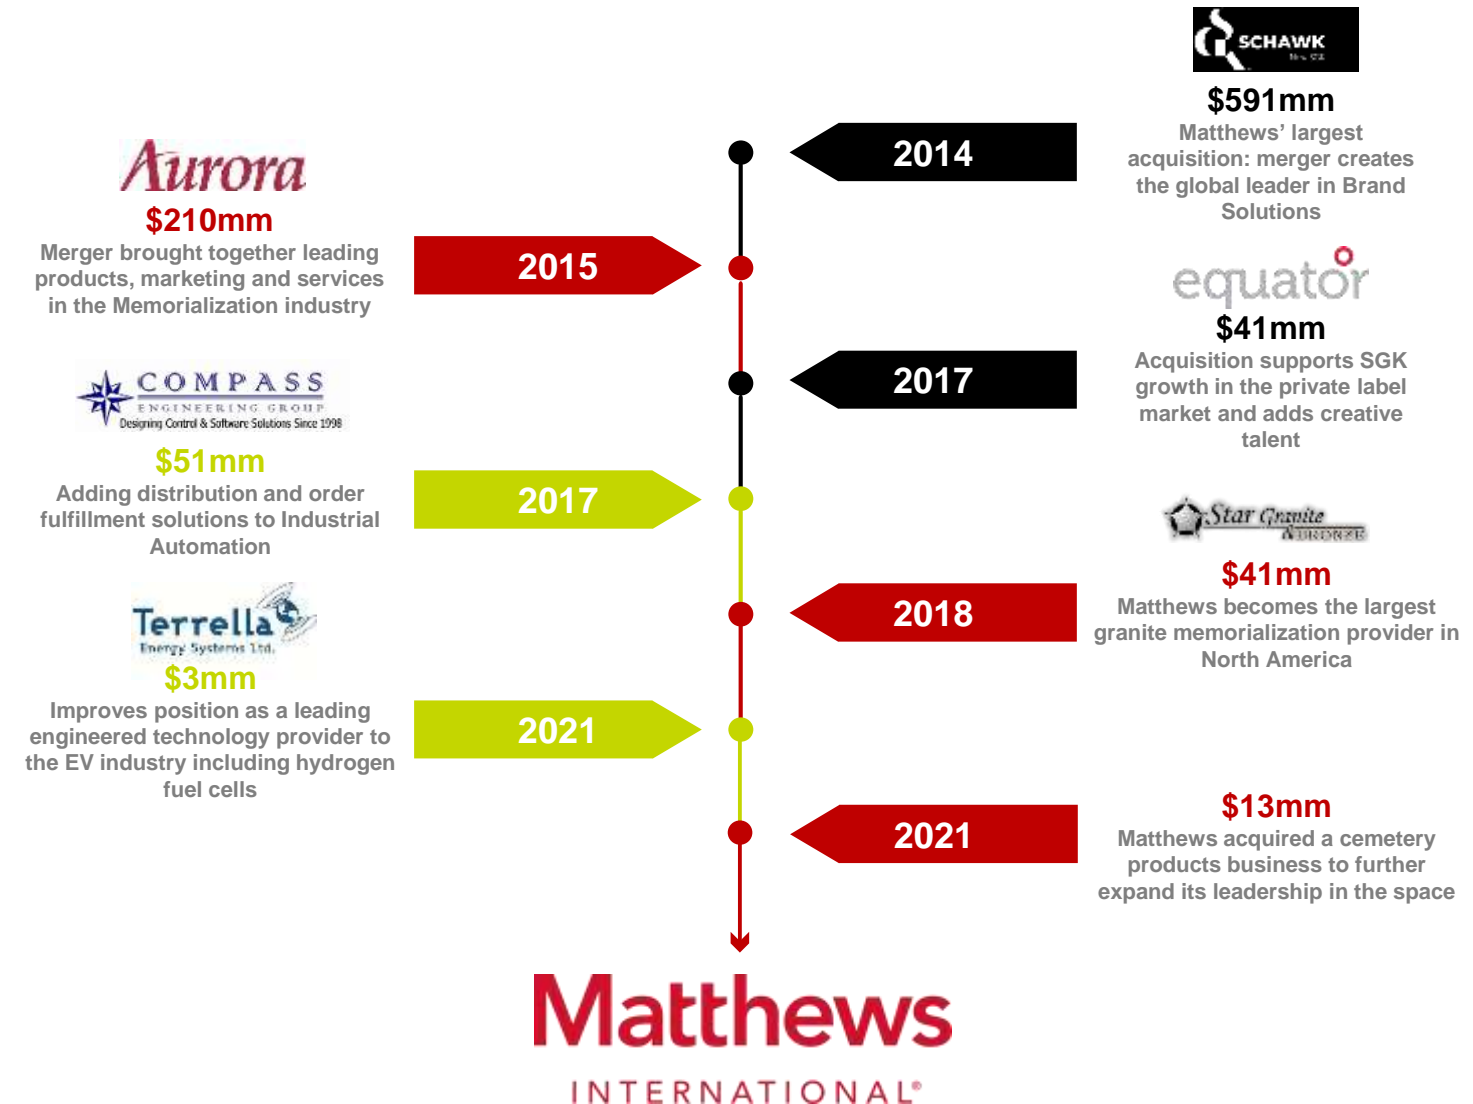 SCHAWK
$591mm
Matthews’ largest
acquisition: merger creates
the global leader in Brand
Solutions
2014
Aurora
$210mm
Merger brought together leading
products, marketing and services
in the Memorialization industry
2015
equator
$41mm
Acquisition supports SGK
growth in the private label
market and adds creative
talent
2017
COMPASS
ENGINEERING GROUP
Designing Control & Software Solutions Since 1998
$51mm
Adding distribution and order
fulfillment solutions to Industrial
Automation
2017
Star Granite
& BRONZE
$41mm
Matthews becomes the largest
granite memorialization provider in
North America
2018
Terrella
Energy Systems Ltd.
$3mm
Improves position as a leading
engineered technology provider to
the EV industry including hydrogen
fuel cells
2021
$13mm
Matthews acquired a cemetery
products business to further
expand its leadership in the space
2021
Matthews
INTERNATIONAL®